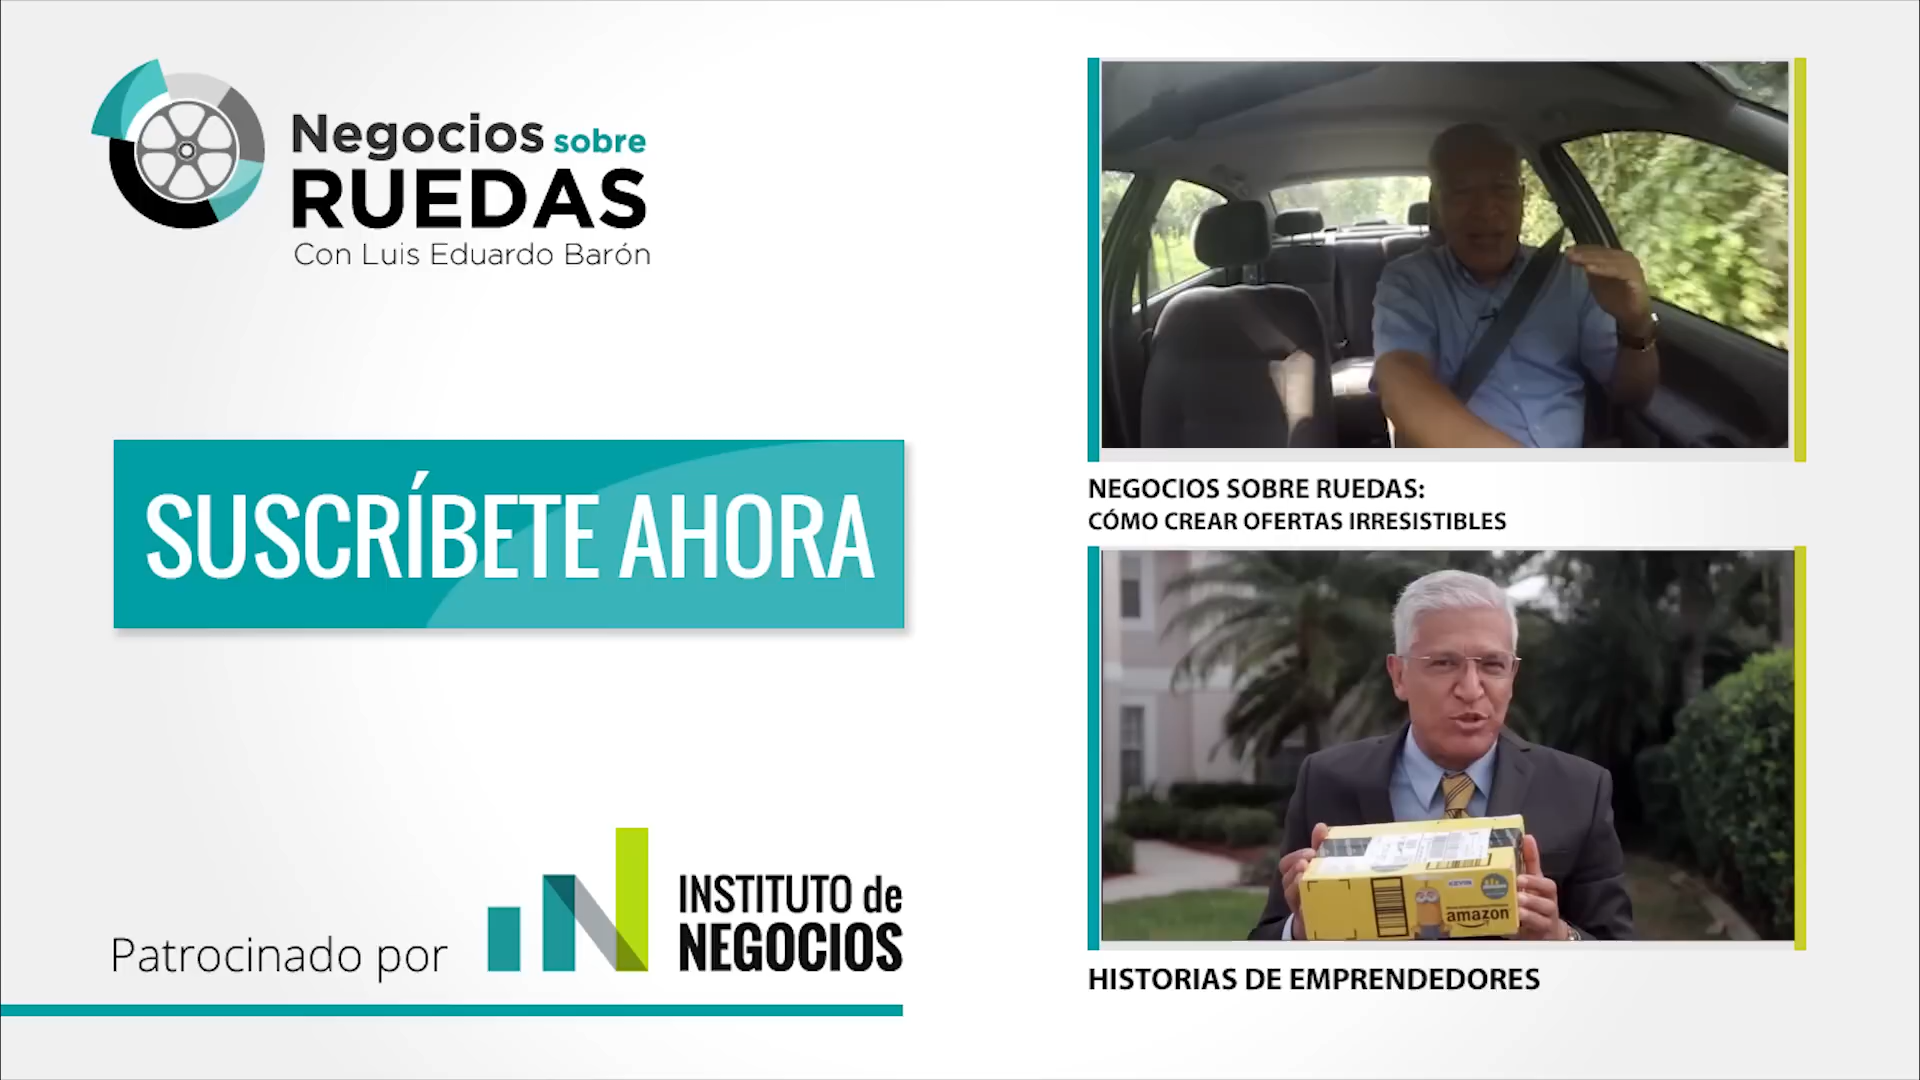 Negocios sobre
RUEDAS
Con Luis Eduardo Barón
SUSCRÍBETE AHORA
Patrocinado por
INSTITUTO de
NEGOCIOS
NEGOCIOS SOBRE RUEDAS:
CÓMO CREAR OFERTAS IRRESISTIBLES
KEVIN
amazon
HISTORIAS DE EMPRENDEDORES